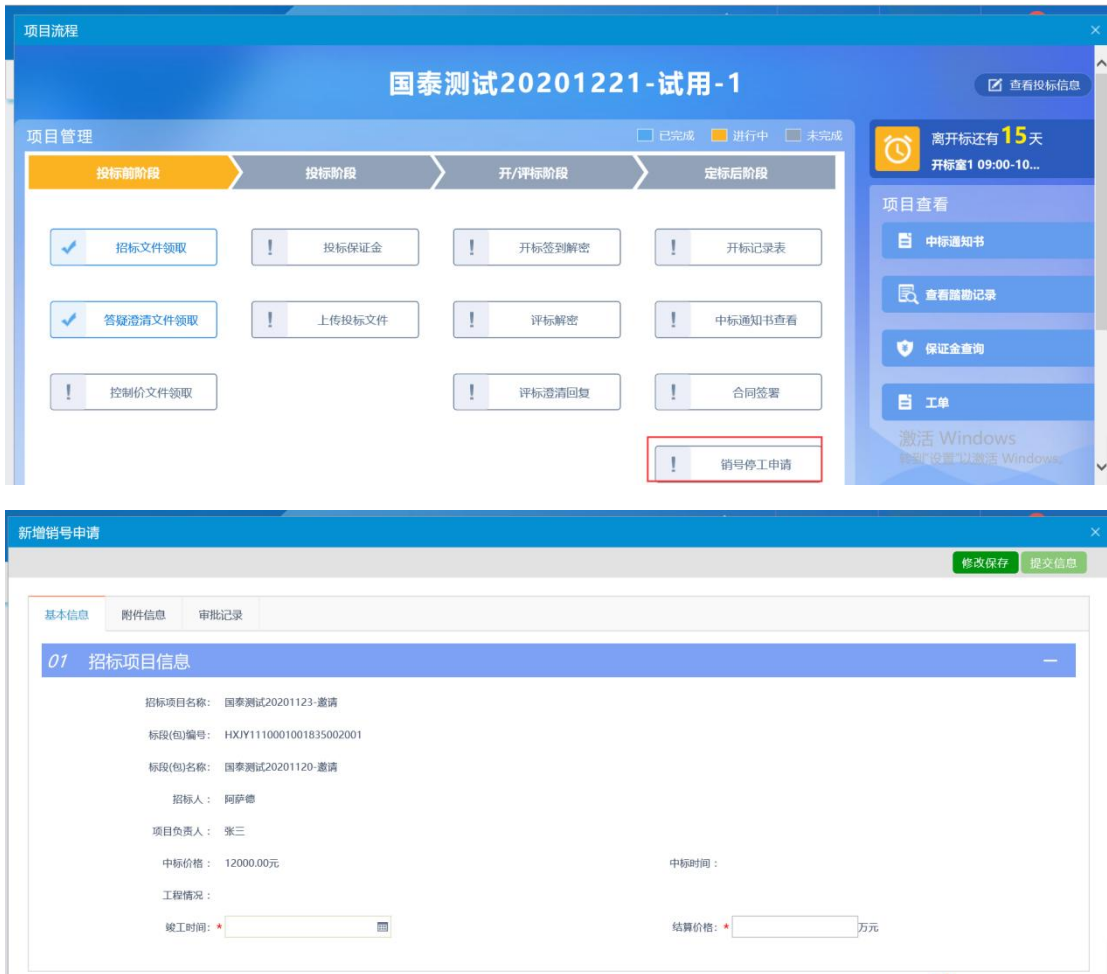 项目流程
国泰测试20201221-试用-1
查看投标信息
项目管理
已完成 进行中 未完成
投标前阶段 投标阶段 开/评标阶段 定标后阶段
招标文件领取 投标保证金 开标签到解密 开标记录表
答疑澄清文件领取 上传投标文件 评标解密 中标通知书查看
控制价文件领取 评标澄清回复 合同签署
销号停工申请
离开标还有15天
开标室1 09:00-10...
项目查看
中标通知书
查看踏勘记录
保证金查询
工单
激活 Windows
转到"设置"以激活 Windows。
新增销号申请
修改保存 提交信息
基本信息 附件信息 审批记录
01 招标项目信息
招标项目名称: 国泰测试20201123-邀请
标段(包)编号: HXJY1110001001835002001
标段(包)名称: 国泰测试20201120-邀请
招标人: 阿萨德
项目负责人: 张三
中标价格: 12000.00元 中标时间:
工程情况:
竣工时间: * 结算价格: * 万元